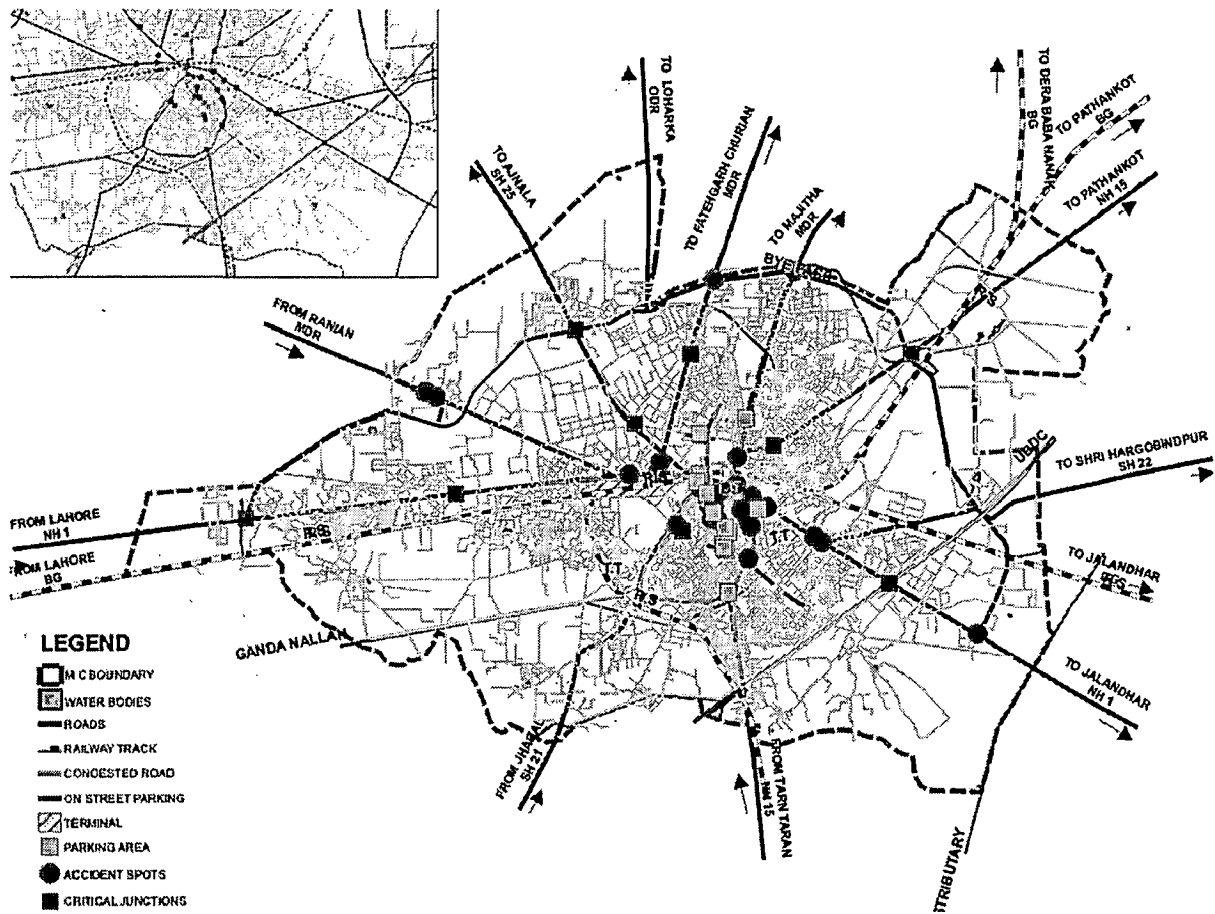 TO LOHARKA
ODR
TO DERA BABA NANAK
BG
TO PATHANKOT
BG
TO AJNALA
SH 25
TO FATEHGARH CHURIAN
MDR
TO MAJITHA
MDR
TO PATHANKOT
NH 15
R/S
FROM RANIAN
MDR
UBDC
TO SHRI HARGOBINDPUR
SH 22
FROM LAHORE
NH 1
FROM LAHORE
BG
T.T
T.T
R/S
TO JALANDHAR
GANDA NALLAH
TO JALANDHAR
NH 1
FROM JHABAL
SH 21
FROM TARN TARAN
NH 15
STRIBUTARY
LEGEND
M C BOUNDARY
WATER BODIES
ROADS
RAILWAY TRACK
CONGESTED ROAD
ON STREET PARKING
TERMINAL
PARKING AREA
ACCIDENT SPOTS
CRITICAL JUNCTIONS